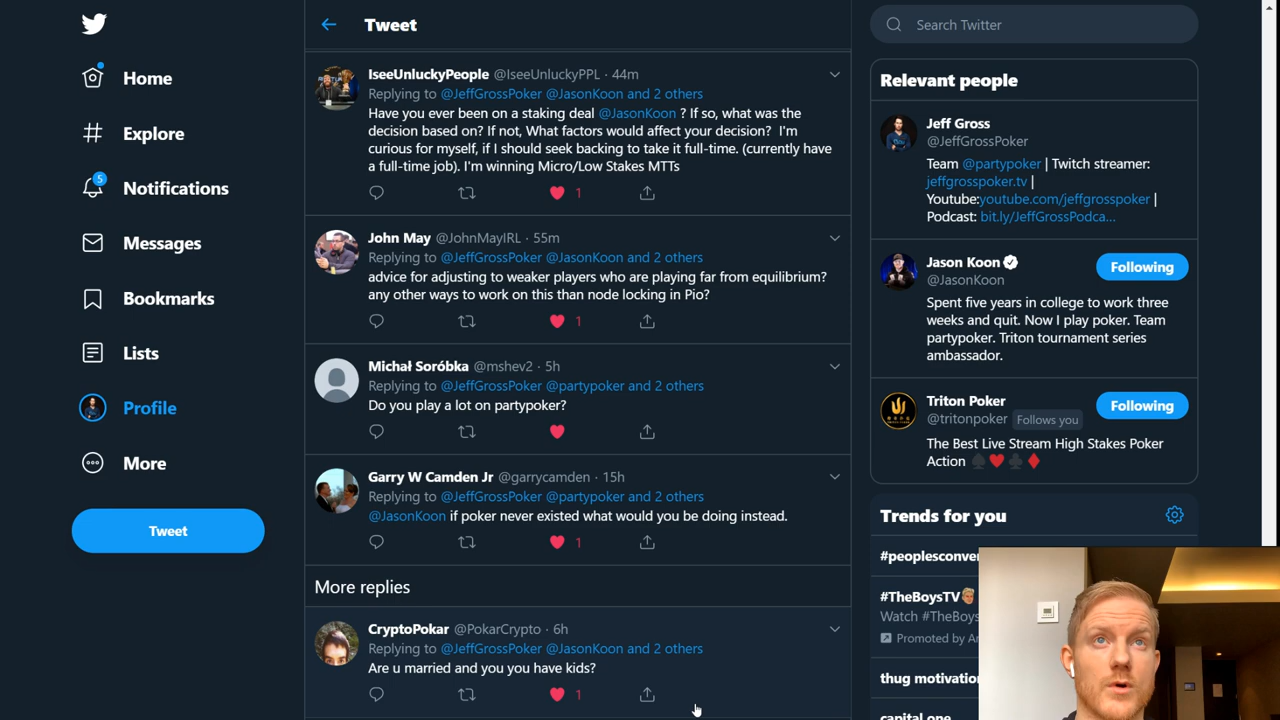 Home
Explore
5
Notifications
Messages
Bookmarks
Lists
Profile
More
Tweet
Tweet
IseeUnluckyPeople @IseeUnluckyPPL · 44m
Replying to @JeffGrossPoker @JasonKoon and 2 others
Have you ever been on a staking deal @JasonKoon ? If so, what was the
decision based on? If not, What factors would affect your decision? I'm
curious for myself, if I should seek backing to take it full-time. (currently have
a full-time job). I'm winning Micro/Low Stakes MTTs
1
John May @JohnMayIRL · 55m
Replying to @JeffGrossPoker @JasonKoon and 2 others
advice for adjusting to weaker players who are playing far from equilibrium?
any other ways to work on this than node locking in Pio?
1
Michał Soróbka @mshev2 · 5h
Replying to @JeffGrossPoker @partypoker and 2 others
Do you play a lot on partypoker?
Garry W Camden Jr @garrycamden · 15h
Replying to @JeffGrossPoker @partypoker and 2 others
@JasonKoon if poker never existed what would you be doing instead.
1
More replies
CryptoPokar @PokarCrypto · 6h
Replying to @JeffGrossPoker @JasonKoon and 2 others
Are u married and you you have kids?
1
Search Twitter
Relevant people
Jeff Gross
@JeffGrossPoker
Team @partypoker | Twitch streamer:
jeffgrosspoker.tv |
Youtube:youtube.com/jeffgrosspoker |
Podcast: bit.ly/JeffGrossPodca...
Jason Koon
@JasonKoon
Following
Spent five years in college to work three
weeks and quit. Now I play poker. Team
partypoker. Triton tournament series
ambassador.
Triton Poker
@tritonpoker Follows you
Following
The Best Live Stream High Stakes Poker
Action
Trends for you
#peoplesconver
#TheBoysTV
Watch #TheBoys
Promoted by A
thug motivation
capital one